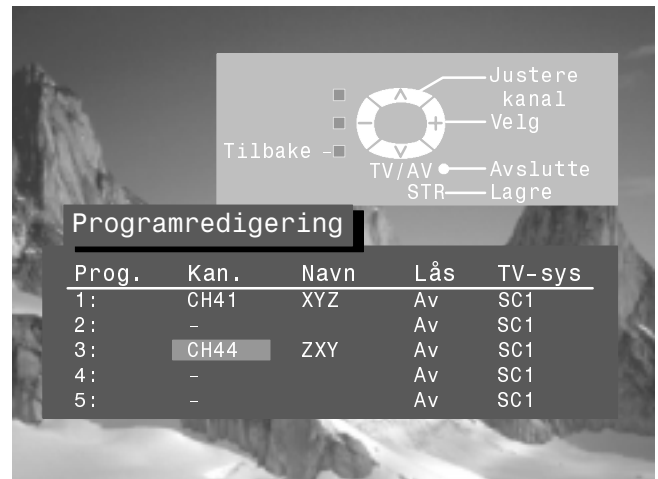 Justere
kanal
Velg
Tilbake –
TV/AV Avslutte
STR Lagre
Programredigering
Prog. Kan. Navn Lås TV-sys
1: CH41 XYZ Av SC1
2: – Av SC1
3: CH44 ZXY Av SC1
4: – Av SC1
5: – Av SC1